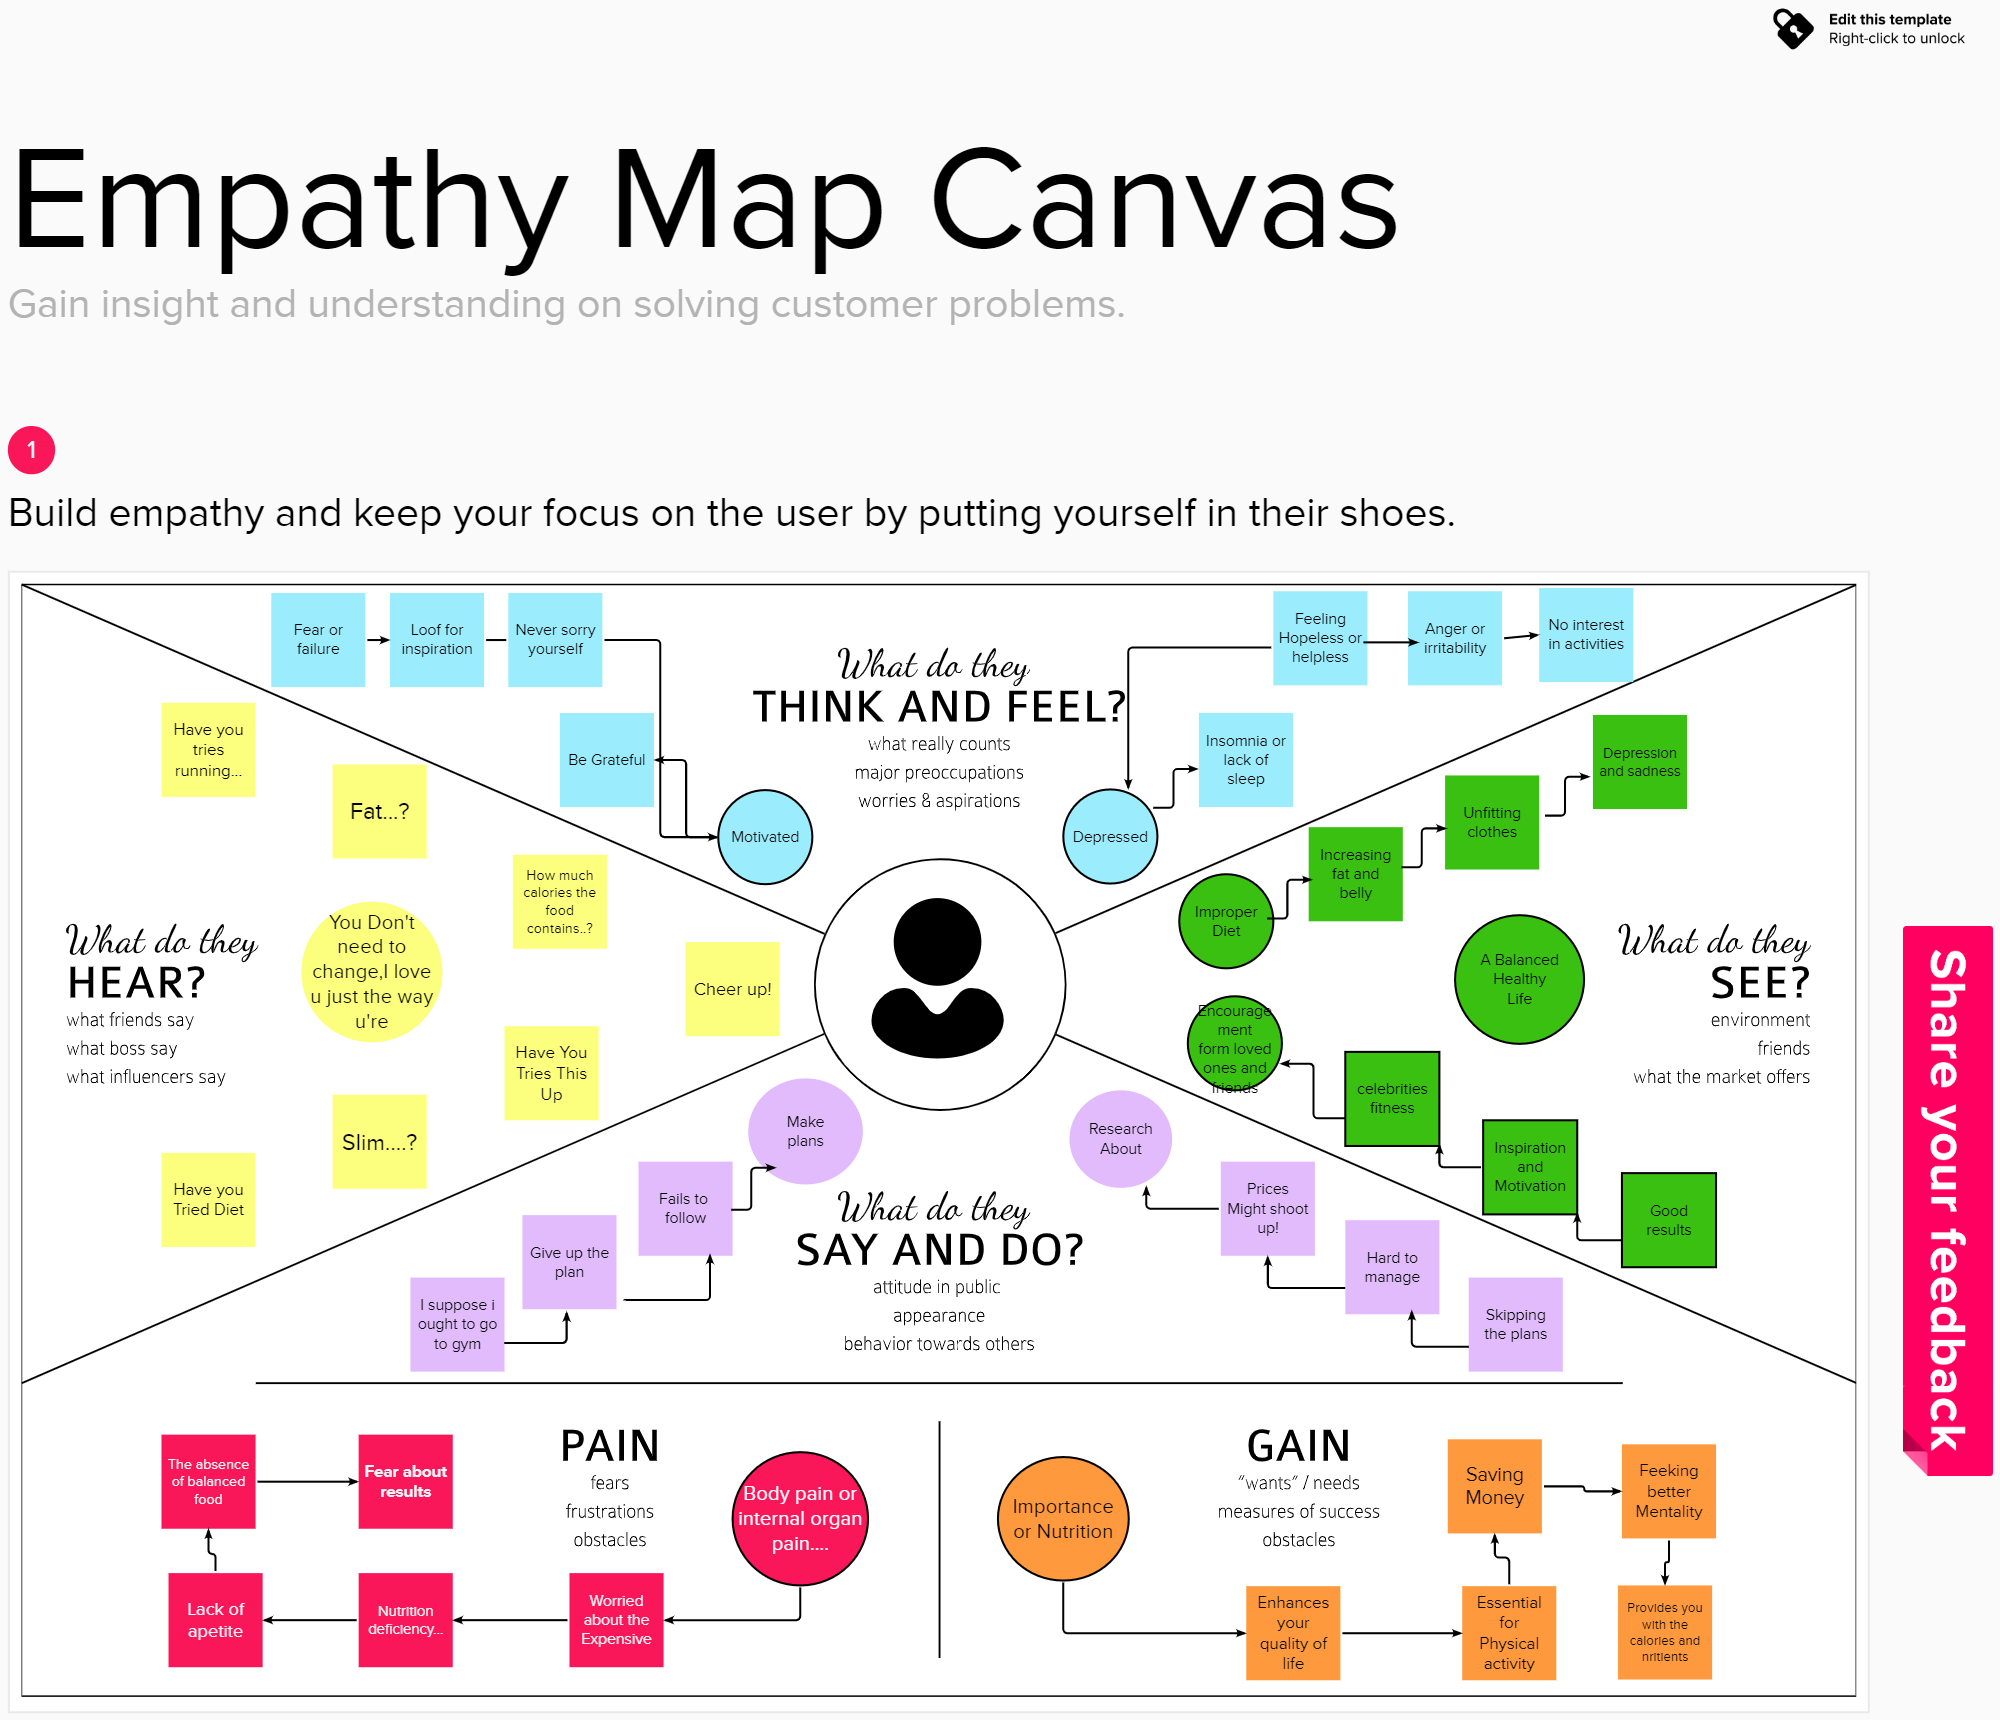 Edit this template
Right-click to unlock
Empathy Map Canvas
Gain insight and understanding on solving customer problems.
1
Build empathy and keep your focus on the user by putting yourself in their shoes.
Fear or
failure
Loof for
inspiration
Never sorry
yourself
Be Grateful
Motivated
What do they
THINK AND FEEL?
what really counts
major preoccupations
worries & aspirations
Feeling
Hopeless or
helpless
Anger or
irritability
No interest
in activities
Insomnia or
lack of
sleep
Depressed
Have you
tries
running...
Fat...?
How much
calories the
food
contains..?
What do they
HEAR?
what friends say
what boss say
what influencers say
You Don't
need to
change,I love
u just the way
u're
Cheer up!
Have You
Tries This
Up
Slim....?
Have you
Tried Diet
Depression
and sadness
Unfitting
clothes
Increasing
fat and
belly
Improper
Diet
A Balanced
Healthy
Life
What do they
SEE?
environment
friends
what the market offers
Encourage
ment
form loved
ones and
friends
celebrities
fitness
Inspiration
and
Motivation
Good
results
Make
plans
Fails to
follow
Give up the
plan
I suppose i
ought to go
to gym
What do they
SAY AND DO?
attitude in public
appearance
behavior towards others
Research
About
Prices
Might shoot
up!
Hard to
manage
Skipping
the plans
Share your feedback
PAIN
fears
frustrations
obstacles
The absence
of balanced
food
Fear about
results
Body pain or
internal organ
pain....
Lack of
apetite
Nutrition
deficiency...
Worried
about the
Expensive
GAIN
“wants” / needs
measures of success
obstacles
Importance
or Nutrition
Saving
Money
Feeking
better
Mentality
Enhances
your
quality of
life
Essential
for
Physical
activity
Provides you
with the
calories and
nritients